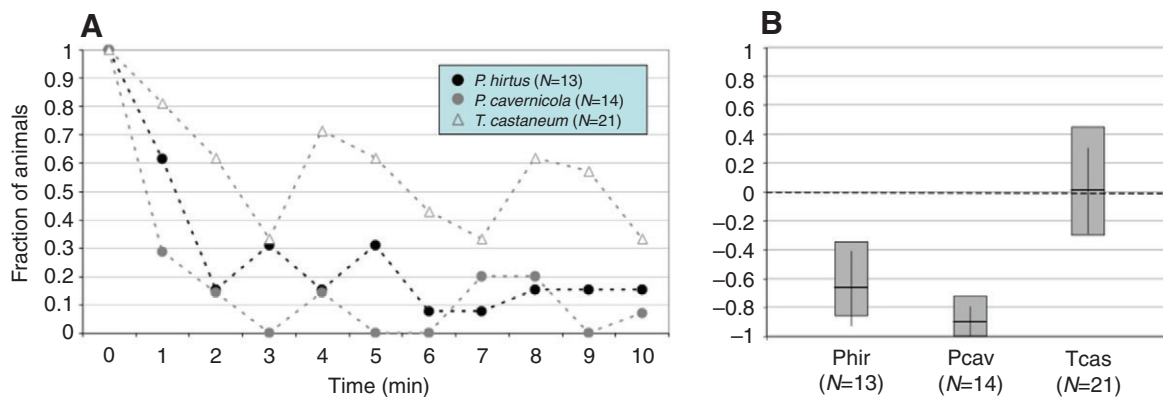 A
Fraction of animals
1
0.9
0.8
0.7
0.6
0.5
0.4
0.3
0.2
0.1
0
P. hirtus (N=13)
P. cavernicola (N=14)
T. castaneum (N=21)
0 1 2 3 4 5 6 7 8 9 10
Time (min)
B
1
0.8
0.6
0.4
0.2
0
–0.2
–0.4
–0.6
–0.8
–1
Phir Pcav Tcas
(N=13) (N=14) (N=21)